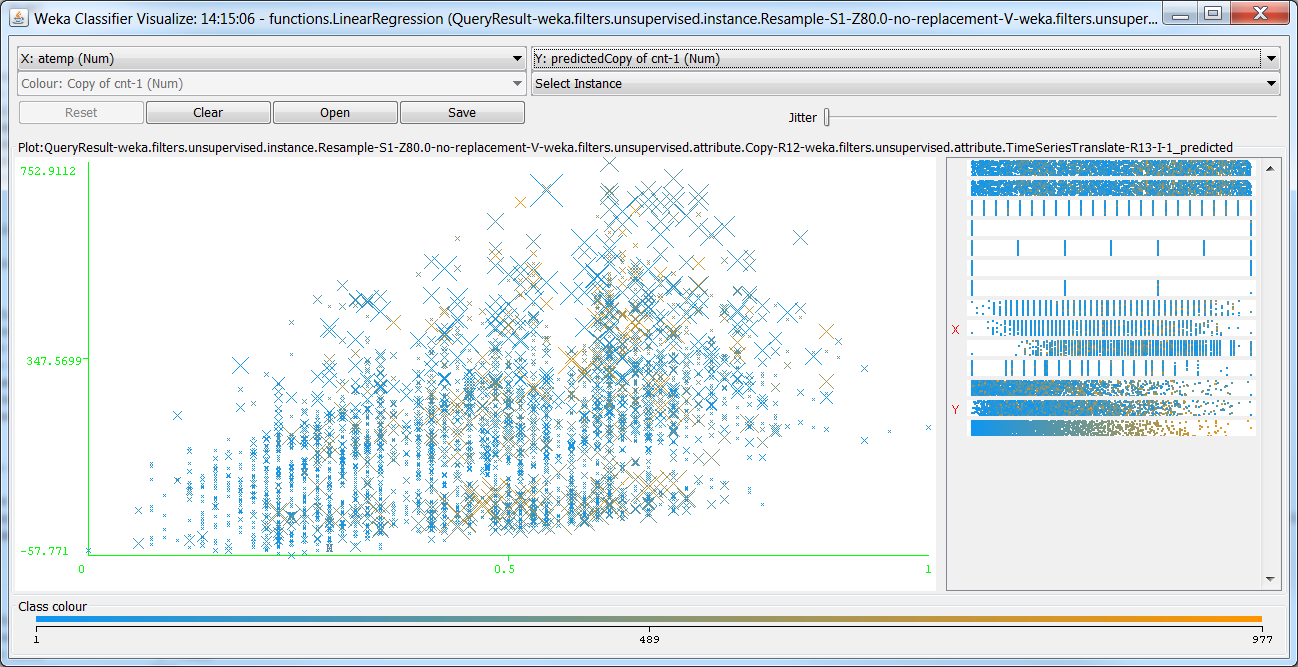 Weka Classifier Visualize: 14:15:06 - functions.LinearRegression (QueryResult-weka.filters.unsupervised.instance.Resample-S1-Z80.0-no-replacement-V-weka.filters.unsuper...
X: atemp (Num)
Y: predictedCopy of cnt-1 (Num)
Colour: Copy of cnt-1 (Num)
Select Instance
Reset
Clear
Open
Save
Jitter
Plot:QueryResult-weka.filters.unsupervised.instance.Resample-S1-Z80.0-no-replacement-V-weka.filters.unsupervised.attribute.Copy-R12-weka.filters.unsupervised.attribute.TimeSeriesTranslate-R13-I-1_predicted
752.9112
347.5699
-57.771
0
0.5
1
X
Y
Class colour
1
489
977